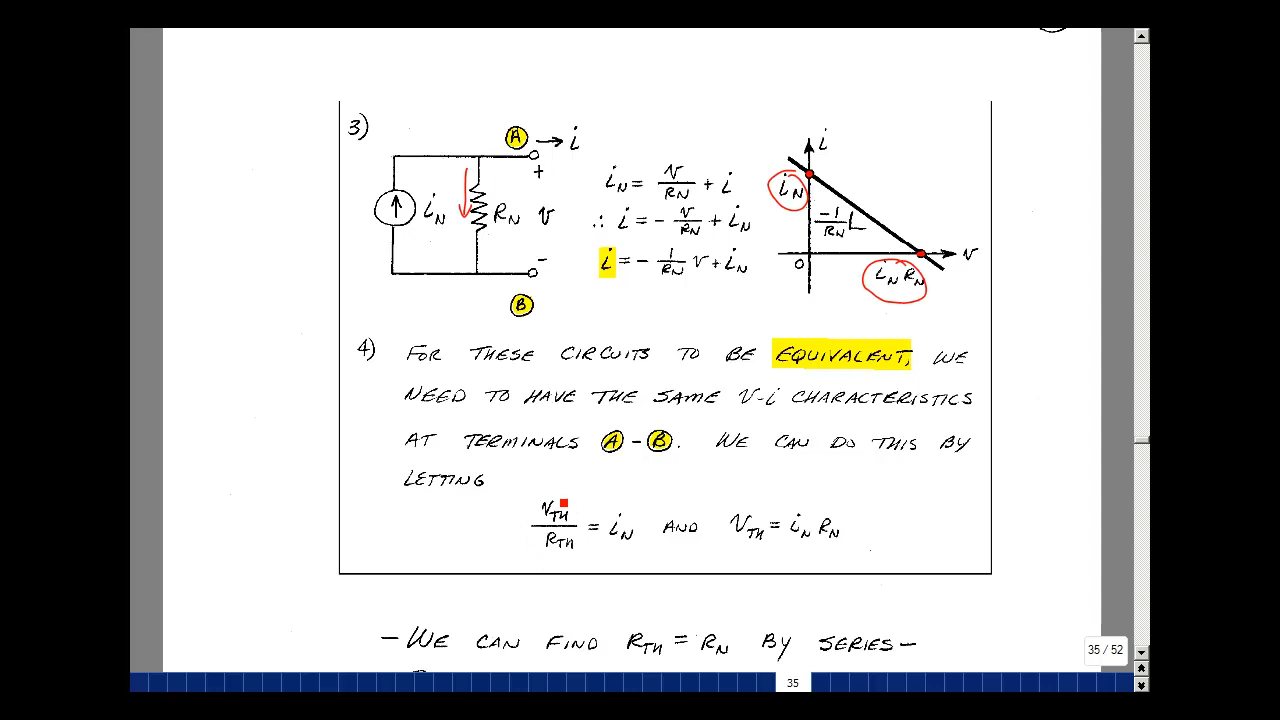 3)
A → i
+
i_N R_N v
-
B
i_N = v/R_N + i
∴ i = - v/R_N + i_N
i = - 1/R_N v + i_N
i
i_N
-1/R_N
0
v
i_N R_N
4) FOR THESE CIRCUITS TO BE EQUIVALENT, WE
NEED TO HAVE THE SAME V-i CHARACTERISTICS
AT TERMINALS A - B. WE CAN DO THIS BY
LETTING
V_TH/R_TH = i_N AND V_TH = i_N R_N
- WE CAN FIND R_TH = R_N BY SERIES-
35 / 52
35